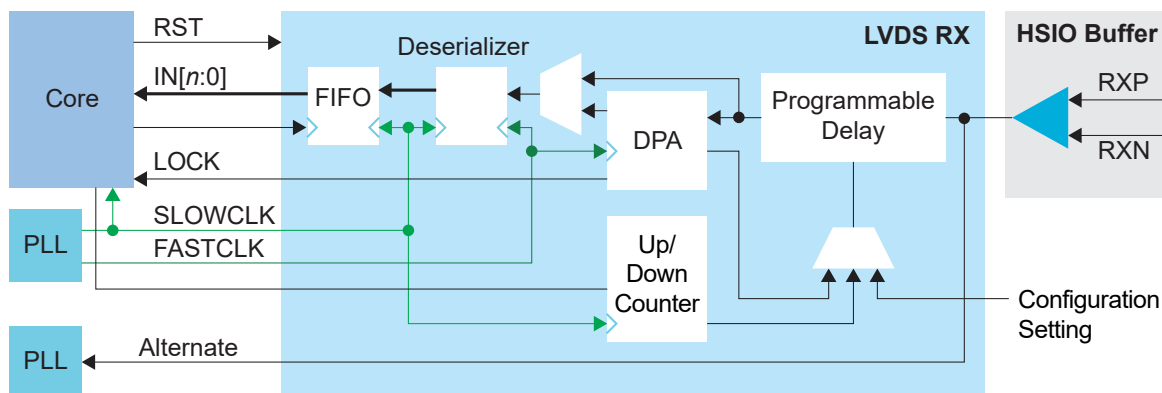 RST
LVDS RX
HSIO Buffer
Deserializer
IN[n:0]
Core
FIFO
Programmable
Delay
RXP
RXN
DPA
LOCK
SLOWCLK
PLL
FASTCLK
Up/
Down
Counter
Configuration
Setting
Alternate
PLL